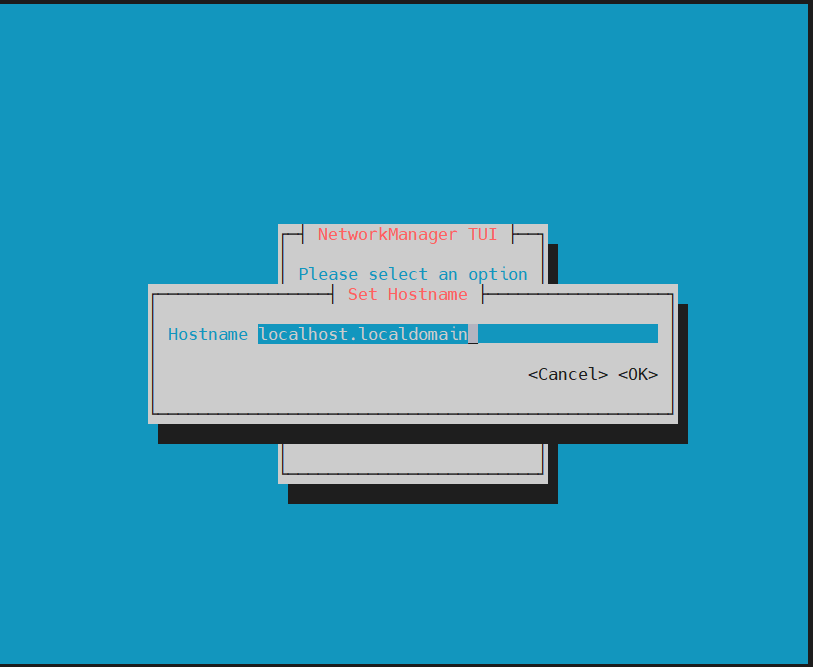 NetworkManager TUI
Please select an option
Set Hostname
Hostname localhost.localdomain
<Cancel> <OK>